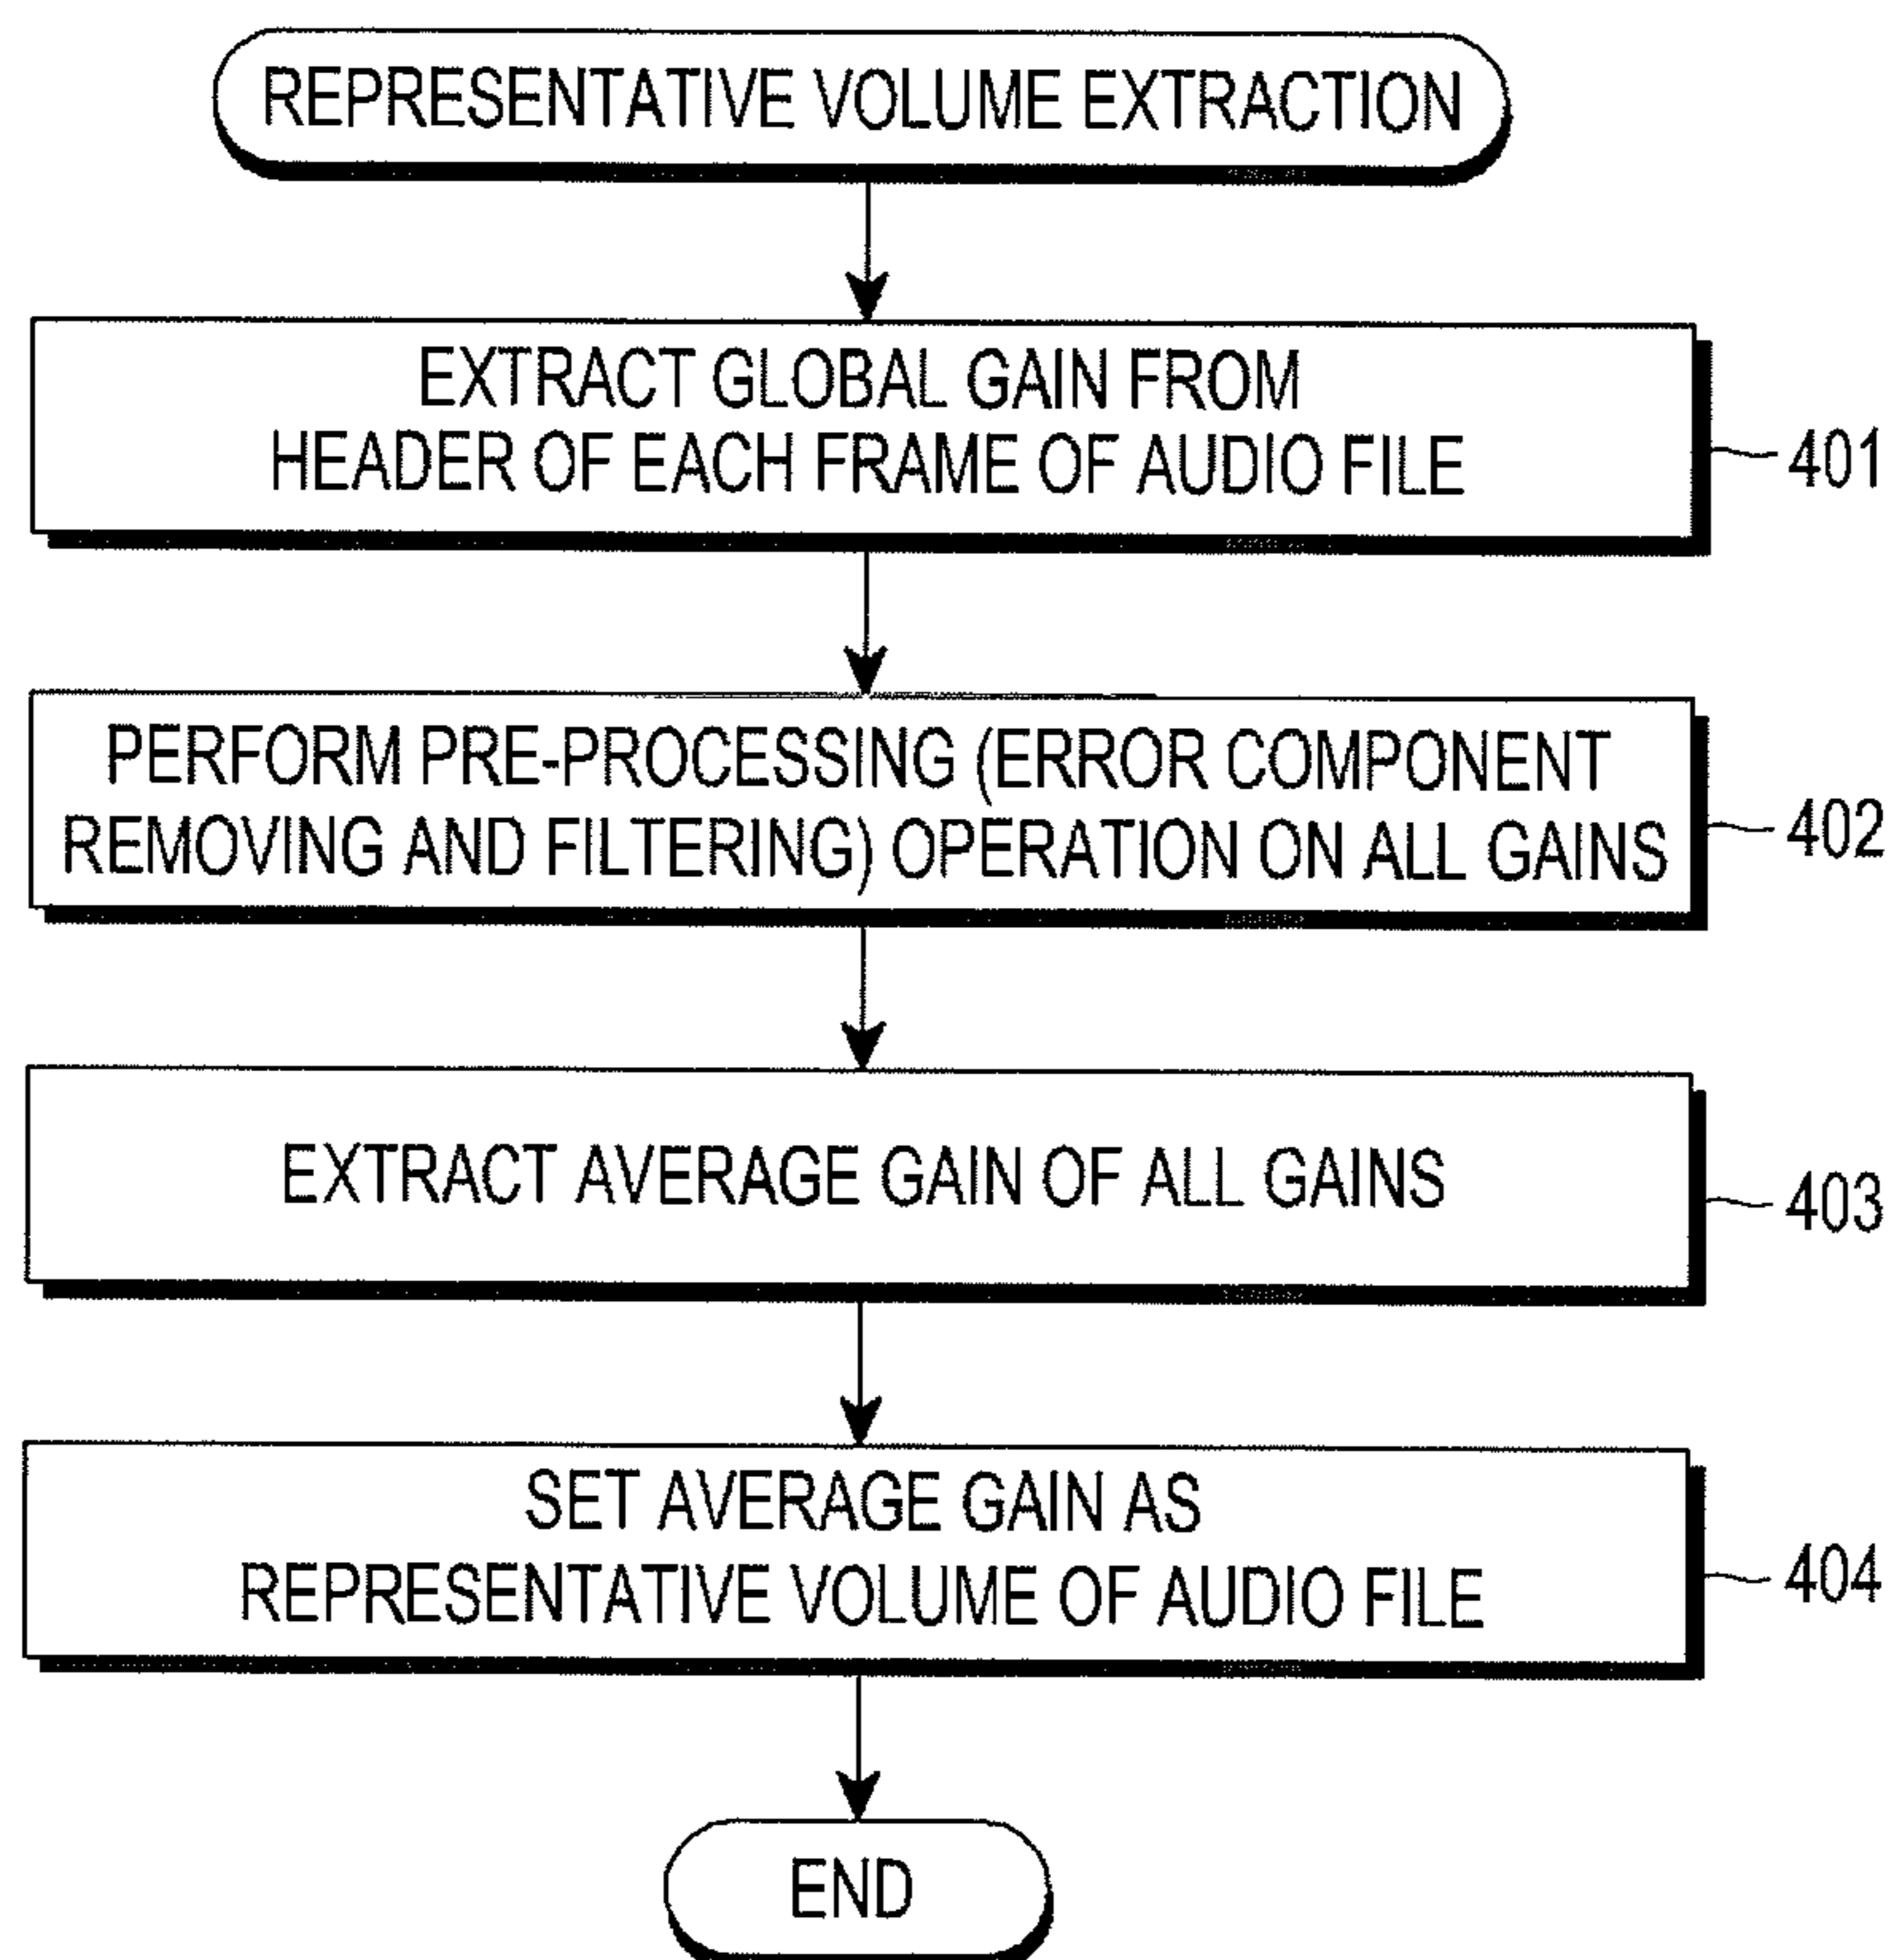 REPRESENTATIVE VOLUME EXTRACTION
EXTRACT GLOBAL GAIN FROM
HEADER OF EACH FRAME OF AUDIO FILE
401
PERFORM PRE-PROCESSING (ERROR COMPONENT
REMOVING AND FILTERING) OPERATION ON ALL GAINS
402
EXTRACT AVERAGE GAIN OF ALL GAINS
403
SET AVERAGE GAIN AS
REPRESENTATIVE VOLUME OF AUDIO FILE
404
END